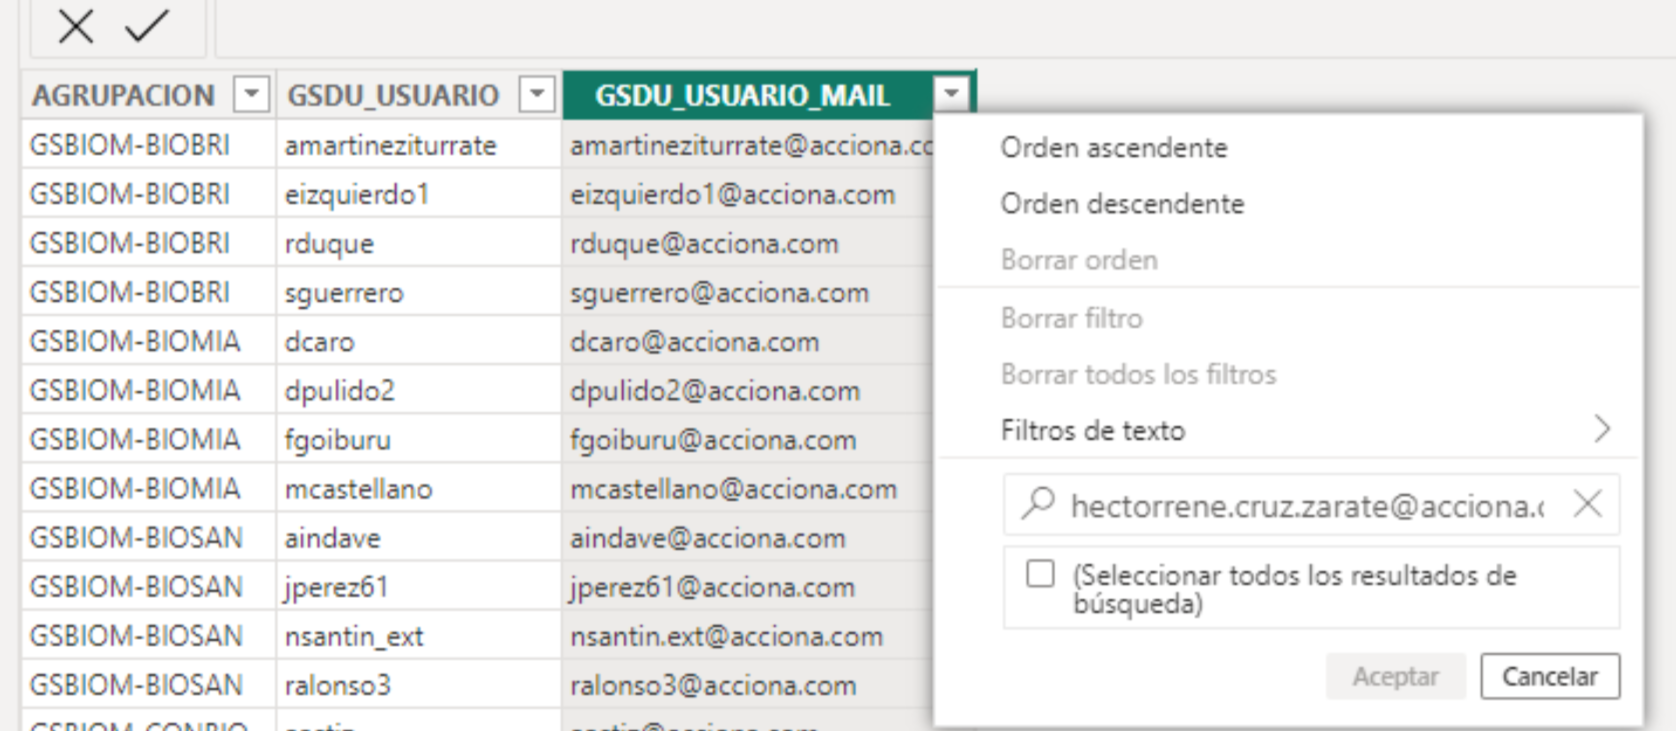 AGRUPACION GSDU_USUARIO GSDU_USUARIO_MAIL
GSBIOM-BIOBRI amartineziturrate amartineziturrate@acciona.cc
GSBIOM-BIOBRI eizquierdo1 eizquierdo1@acciona.com
GSBIOM-BIOBRI rduque rduque@acciona.com
GSBIOM-BIOBRI sguerrero sguerrero@acciona.com
GSBIOM-BIOMIA dcaro dcaro@acciona.com
GSBIOM-BIOMIA dpulido2 dpulido2@acciona.com
GSBIOM-BIOMIA fgoiburu fgoiburu@acciona.com
GSBIOM-BIOMIA mcastellano mcastellano@acciona.com
GSBIOM-BIOSAN aindave aindave@acciona.com
GSBIOM-BIOSAN jperez61 jperez61@acciona.com
GSBIOM-BIOSAN nsantin_ext nsantin.ext@acciona.com
GSBIOM-BIOSAN ralonso3 ralonso3@acciona.com
Orden ascendente
Orden descendente
Borrar orden
Borrar filtro
Borrar todos los filtros
Filtros de texto
hectorrene.cruz.zarate@acciona.
(Seleccionar todos los resultados de
búsqueda)
Aceptar Cancelar